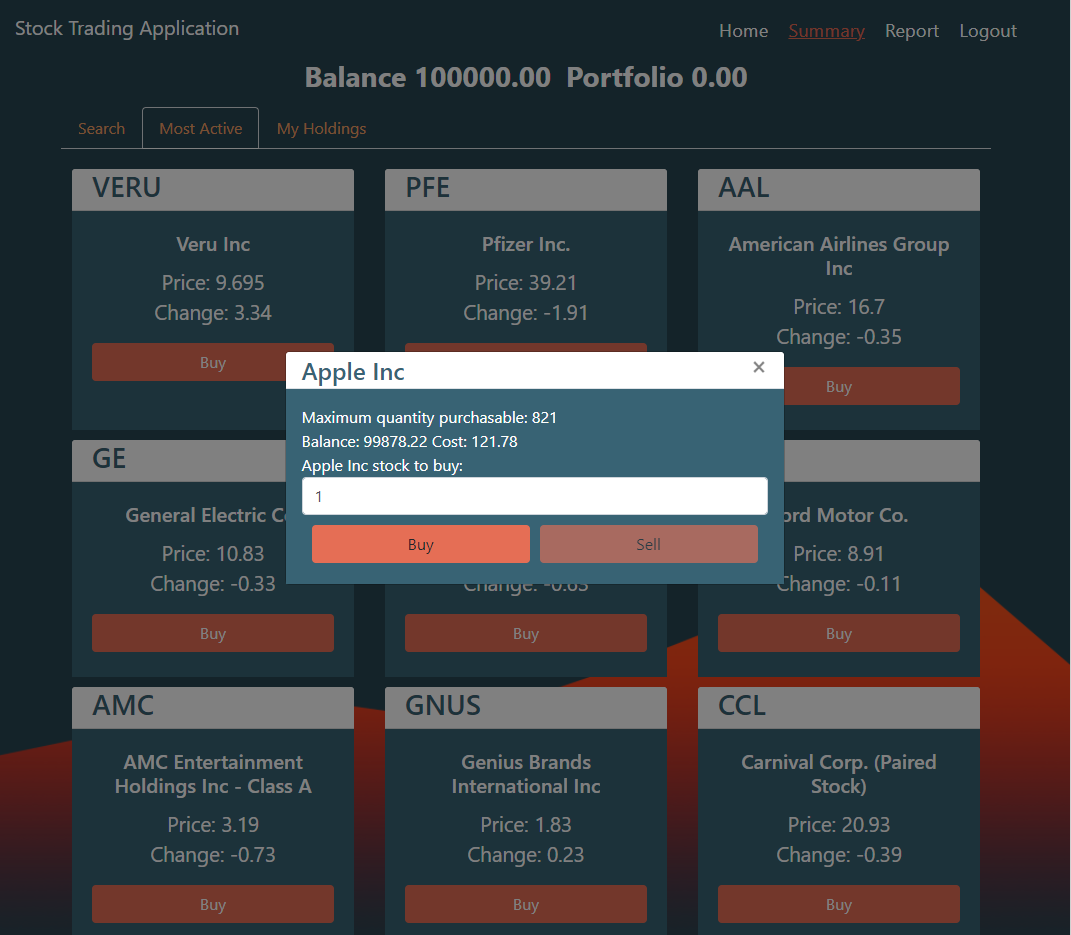 Stock Trading Application
Home Summary Report Logout
Balance 100000.00 Portfolio 0.00
Search Most Active My Holdings
VERU
Veru Inc
Price: 9.695
Change: 3.34
Buy
PFE
Pfizer Inc.
Price: 39.21
Change: -1.91
AAL
American Airlines Group
Inc
Price: 16.7
Change: -0.35
Buy
Apple Inc ×
Maximum quantity purchasable: 821
Balance: 99878.22 Cost: 121.78
Apple Inc stock to buy:
1
Buy Sell
GE
General Electric
Price: 10.83
Change: -0.33
Buy
Change: -0.63
Buy
Motor Co.
Price: 8.91
Change: -0.11
Buy
AMC
AMC Entertainment
Holdings Inc - Class A
Price: 3.19
Change: -0.73
Buy
GNUS
Genius Brands
International Inc
Price: 1.83
Change: 0.23
Buy
CCL
Carnival Corp. (Paired
Stock)
Price: 20.93
Change: -0.39
Buy